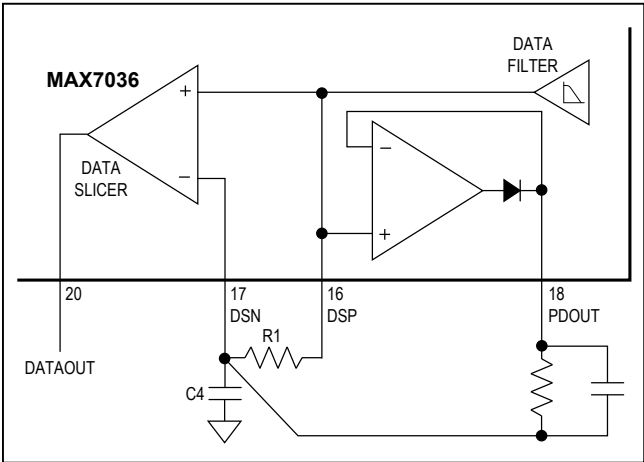 DATA
FILTER
MAX7036
+
−
DATA
SLICER
−
+
20
17
DSN
16
DSP
18
PDOUT
R1
DATAOUT
C4